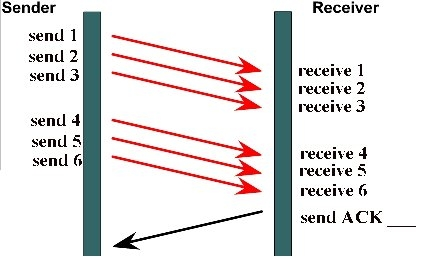 Sender
Receiver
send 1
send 2
send 3
receive 1
receive 2
receive 3
send 4
send 5
send 6
receive 4
receive 5
receive 6
send ACK ___